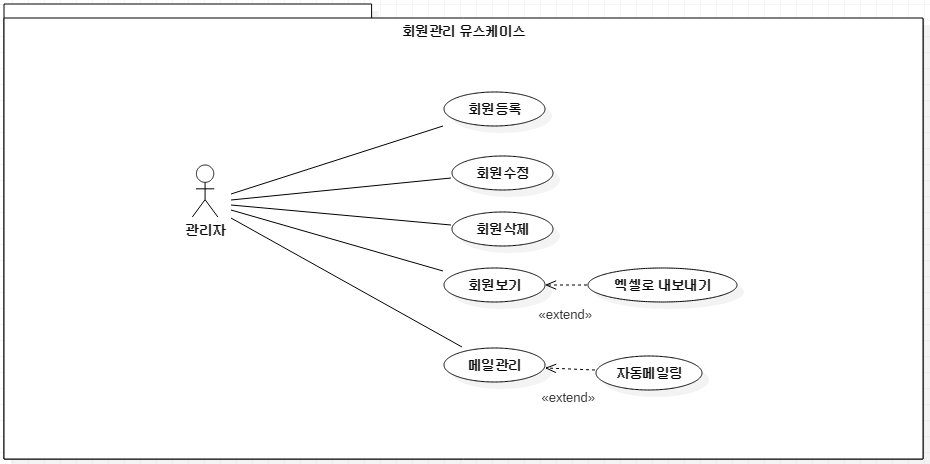 회원관리 유스케이스
회원등록
회원수정
관리자
회원삭제
회원보기
엑셀로 내보내기
«extend»
메일관리
자동메일링
«extend»